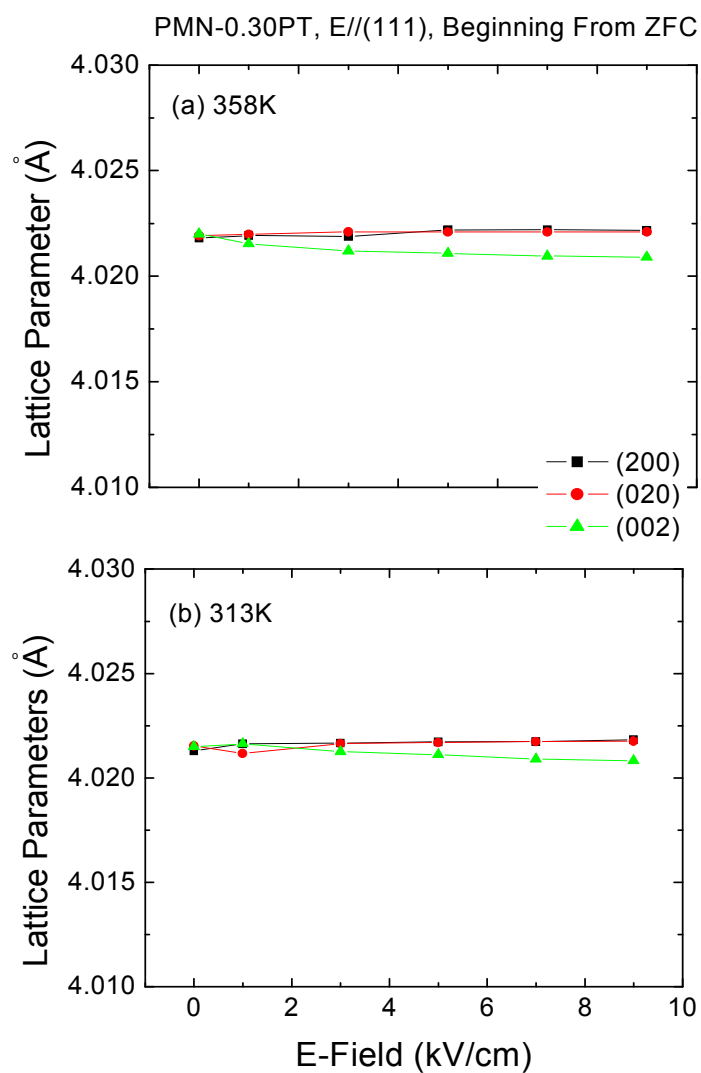 PMN-0.30PT, E//(111), Beginning From ZFC
4.030
(a) 358K
4.025
4.020
4.015
4.010
Lattice Parameter (Å)
(200)
(020)
(002)
4.030
(b) 313K
4.025
4.020
4.015
4.010
Lattice Parameters (Å)
0 2 4 6 8 10
E-Field (kV/cm)